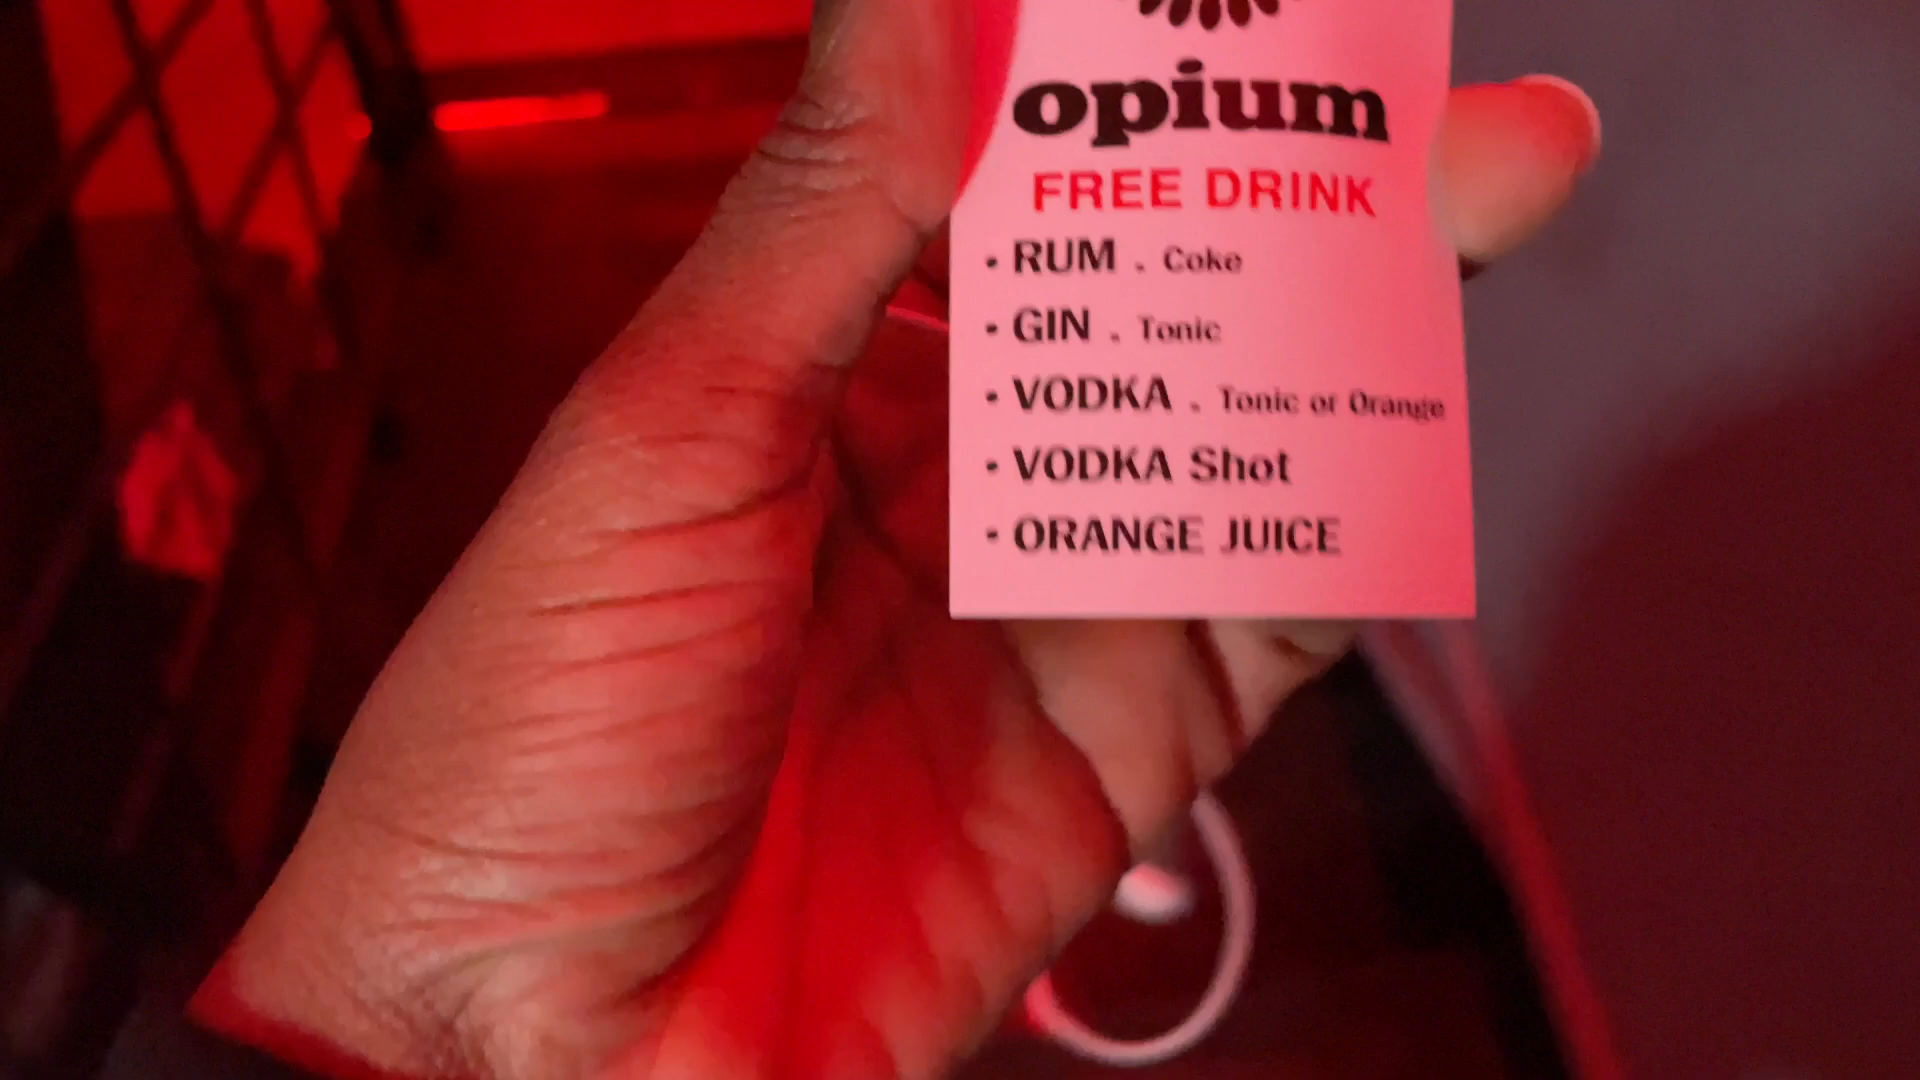 opium
FREE DRINK
• RUM . Coke
• GIN . Tonic
• VODKA . Tonic or Orange
• VODKA Shot
• ORANGE JUICE